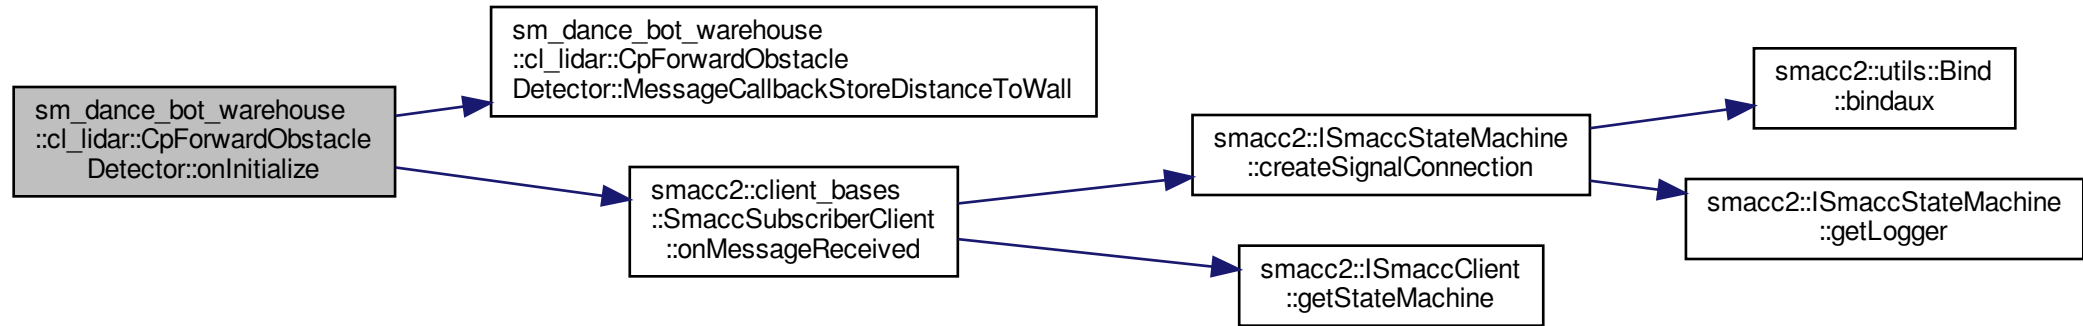 sm_dance_bot_warehouse
::cl_lidar::CpForwardObstacle
Detector::onInitialize
sm_dance_bot_warehouse
::cl_lidar::CpForwardObstacle
Detector::MessageCallbackStoreDistanceToWall
smacc2::client_bases
::SmaccSubscriberClient
::onMessageReceived
smacc2::ISmaccStateMachine
::createSignalConnection
smacc2::utils::Bind
::bindaux
smacc2::ISmaccStateMachine
::getLogger
smacc2::ISmaccClient
::getStateMachine